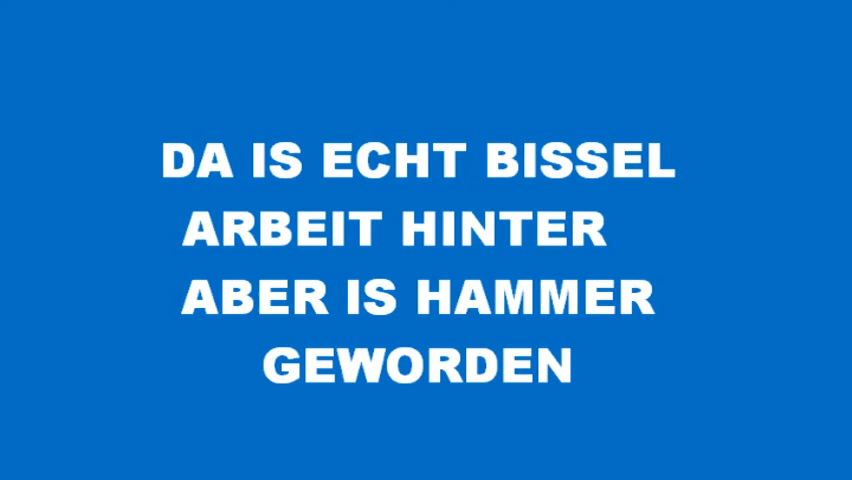 DA IS ECHT BISSEL
ARBEIT HINTER
ABER IS HAMMER
GEWORDEN